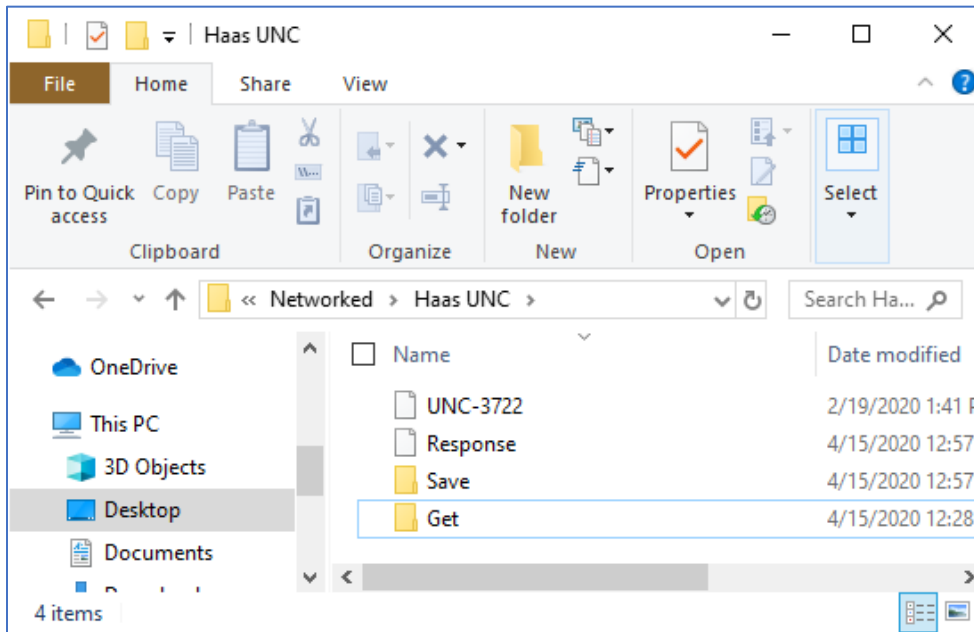 Haas UNC
File Home Share View
Pin to Quick access
Copy
Paste
New folder
Properties
Select
Clipboard Organize New Open
« Networked > Haas UNC >
Search Ha...
OneDrive
This PC
3D Objects
Desktop
Documents
Name Date modified
UNC-3722 2/19/2020 1:41
Response 4/15/2020 12:57
Save 4/15/2020 12:57
Get 4/15/2020 12:28
4 items